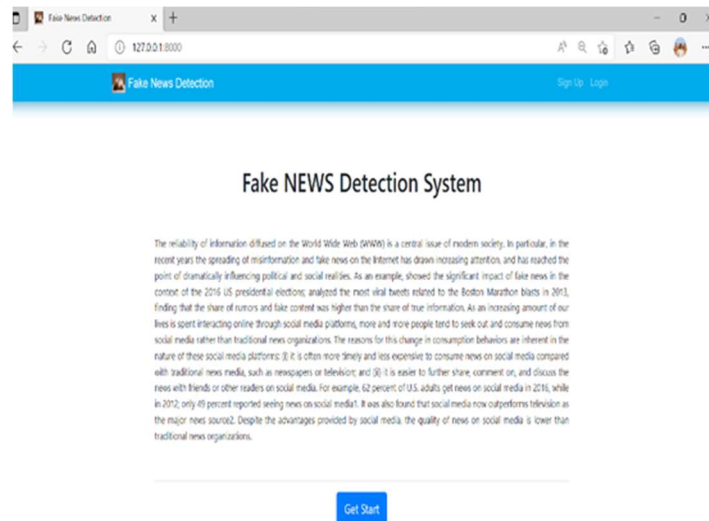 Fake News Detection
127.0.0.1:8000
Fake News Detection
Sign Up Login
Fake NEWS Detection System
The reliability of information diffused on the World Wide Web (WWW) is a central issue of modern society. In particular, in the
recent years the spreading of misinformation and fake news on the Internet has drawn increasing attention, and has reached the
point of dramatically influencing political and social realities. As an example, showed the significant impact of fake news in the
context of the 2016 US presidential elections; analyzed the most viral tweets related to the Boston Marathon blasts in 2013,
finding that the share of rumors and fake content was higher than the share of true information. As an increasing amount of our
lives is spent interacting online through social media platforms, more and more people tend to seek out and consume news from
social media rather than traditional news organizations. The reasons for this change in consumption behaviors are inherent in the
nature of these social media platforms: (i) it is often more timely and less expensive to consume news on social media compared
with traditional news media, such as newspapers or television; and (ii) it is easier to further share, comment on, and discuss the
news with friends or other readers on social media. For example, 62 percent of U.S. adults get news on social media in 2016, while
in 2012; only 49 percent reported seeing news on social media1. It was also found that social media now outperforms television as
the major news source2. Despite the advantages provided by social media, the quality of news on social media is lower than
traditional news organizations.
Get Start